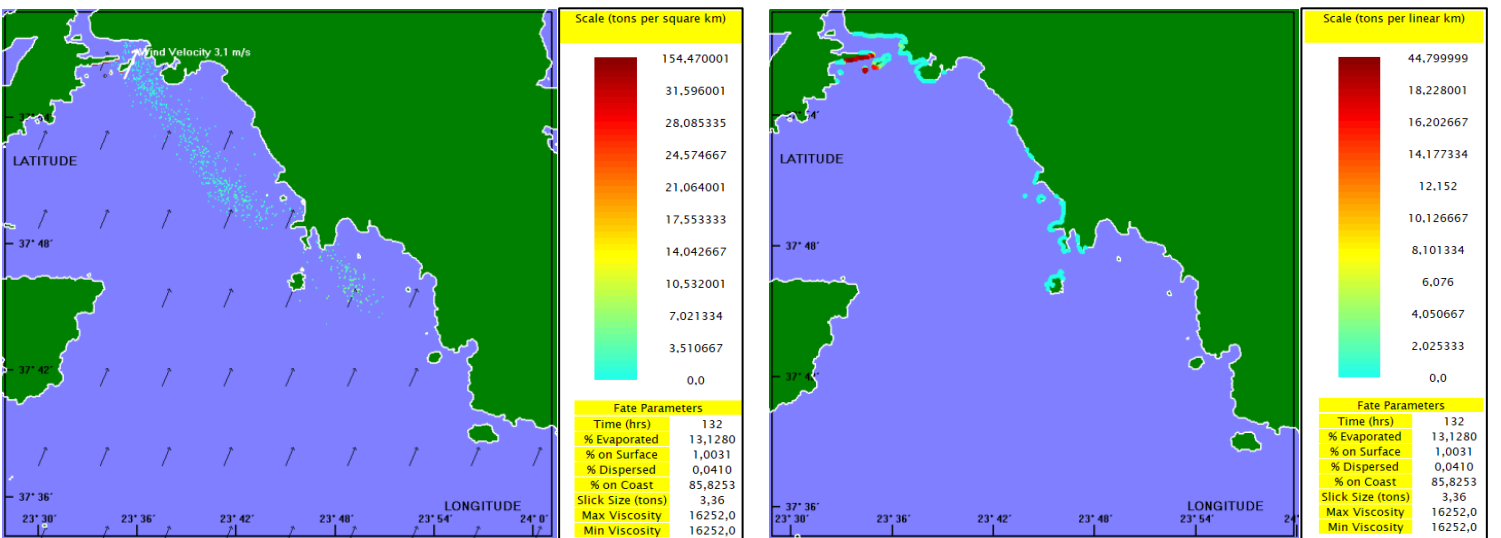 Scale (tons per square km)
Wind Velocity 3,1 m/s
154.470001
31.596001
28,085335
24,574667
21,064001
17,553333
14,042667
10,532001
7,021334
3,510667
0,0
LATITUDE
37° 48'
37° 42'
37° 36'
LONGITUDE
23° 30'
23° 36'
23° 42'
23° 48'
23° 54'
24° 0'
Fate Parameters
Time (hrs) 132
% Evaporated 13,1280
% on Surface 1,0031
% Dispersed 0,0410
% on Coast 85,8253
Slick Size (tons) 3,36
Max Viscosity 16252,0
Min Viscosity 16252,0
Scale (tons per linear km)
44,799999
18,228001
16,202667
14,177334
12,152
10,126667
8,101334
6,076
4,050667
2,025333
0,0
LATITUDE
37° 48'
37° 36'
LONGITUDE
23° 30'
23° 36'
23° 42'
23° 48'
23° 54'
24°
Fate Parameters
Time (hrs) 132
% Evaporated 13,1280
% on Surface 1,0031
% Dispersed 0,0410
% on Coast 85,8253
Slick Size (tons) 3,36
Max Viscosity 16252,0
Min Viscosity 16252,0